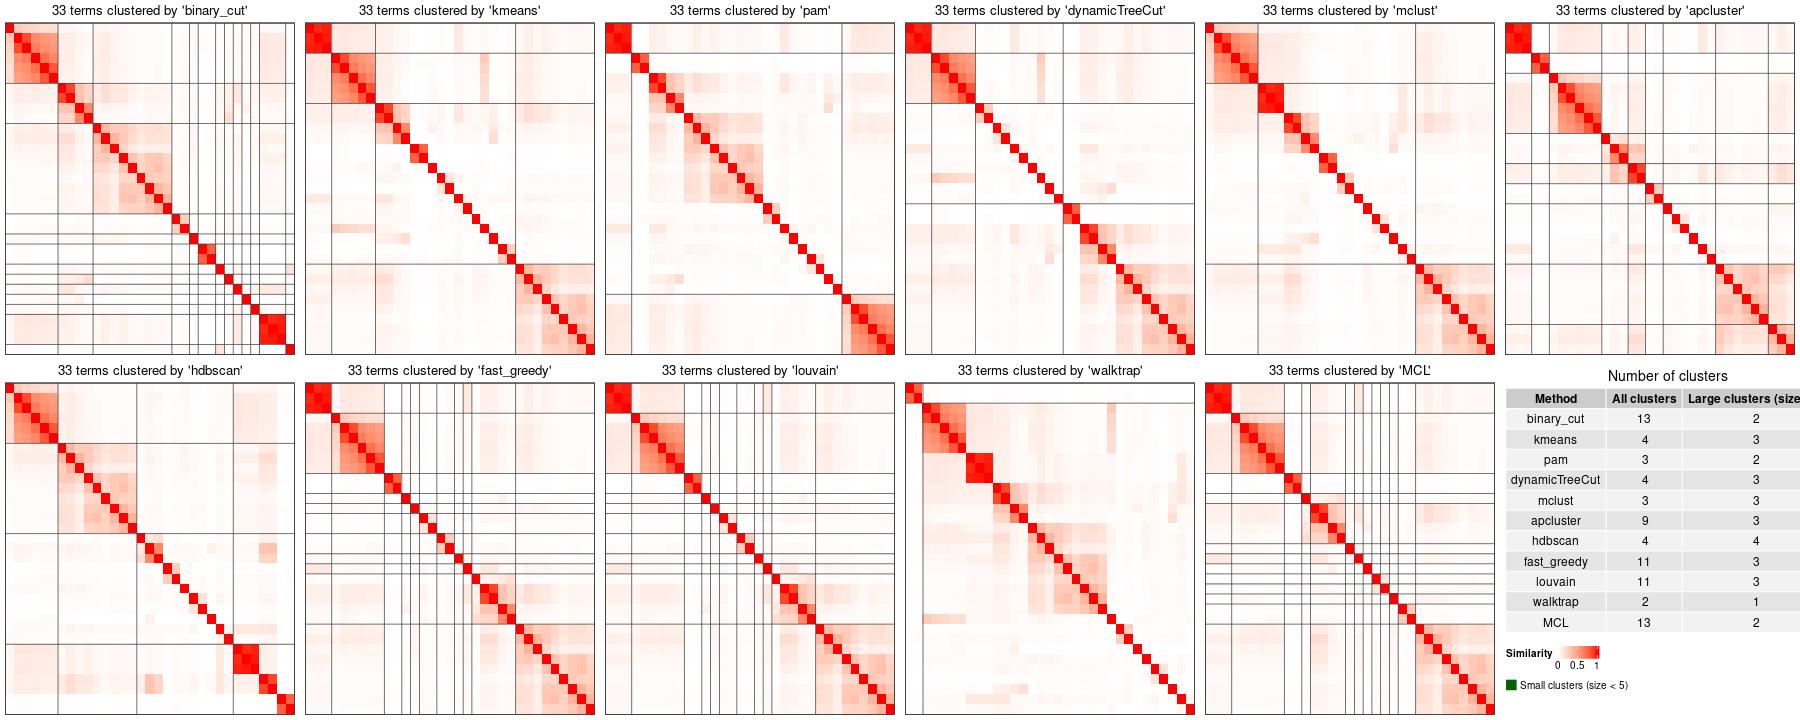 33 terms clustered by 'binary_cut'
33 terms clustered by 'kmeans'
33 terms clustered by 'pam'
33 terms clustered by 'dynamicTreeCut'
33 terms clustered by 'mclust'
33 terms clustered by 'apcluster'
33 terms clustered by 'hdbscan'
33 terms clustered by 'fast_greedy'
33 terms clustered by 'louvain'
33 terms clustered by 'walktrap'
33 terms clustered by 'MCL'
Number of clusters
Method All clusters Large clusters (size
binary_cut 13 2
kmeans 4 3
pam 3 2
dynamicTreeCut 4 3
mclust 3 3
apcluster 9 3
hdbscan 4 4
fast_greedy 11 3
louvain 11 3
walktrap 2 1
MCL 13 2
Similarity
0 0.5 1
Small clusters (size < 5)